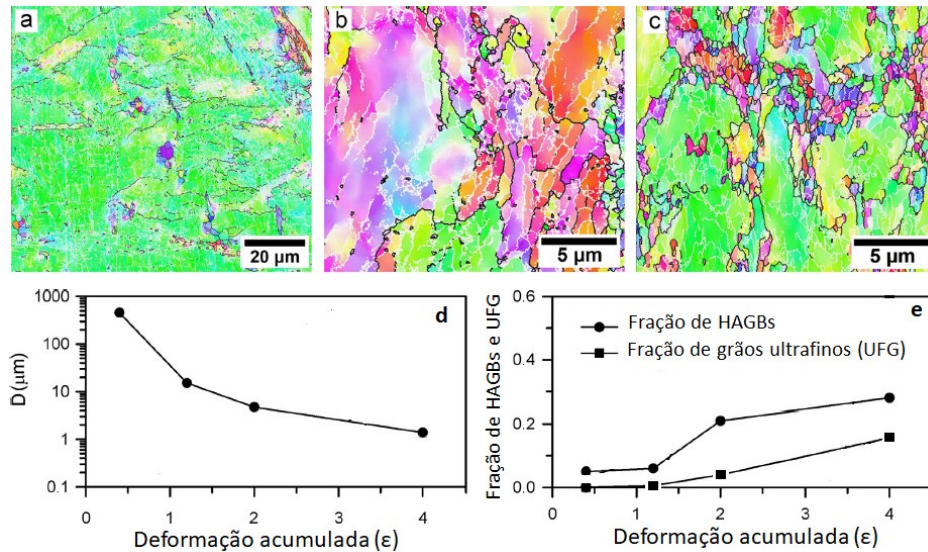 a
20 µm
b
5 µm
c
5 µm
d
1000
100
10
1
0.1
D̄ (µm)
0
1
2
3
4
Deformação acumulada (ε)
e
0.6
0.4
0.2
0.0
Fração de HAGBs e UFG
Fração de HAGBs
Fração de grãos ultrafinos (UFG)
0
1
2
3
4
Deformação acumulada (ε)